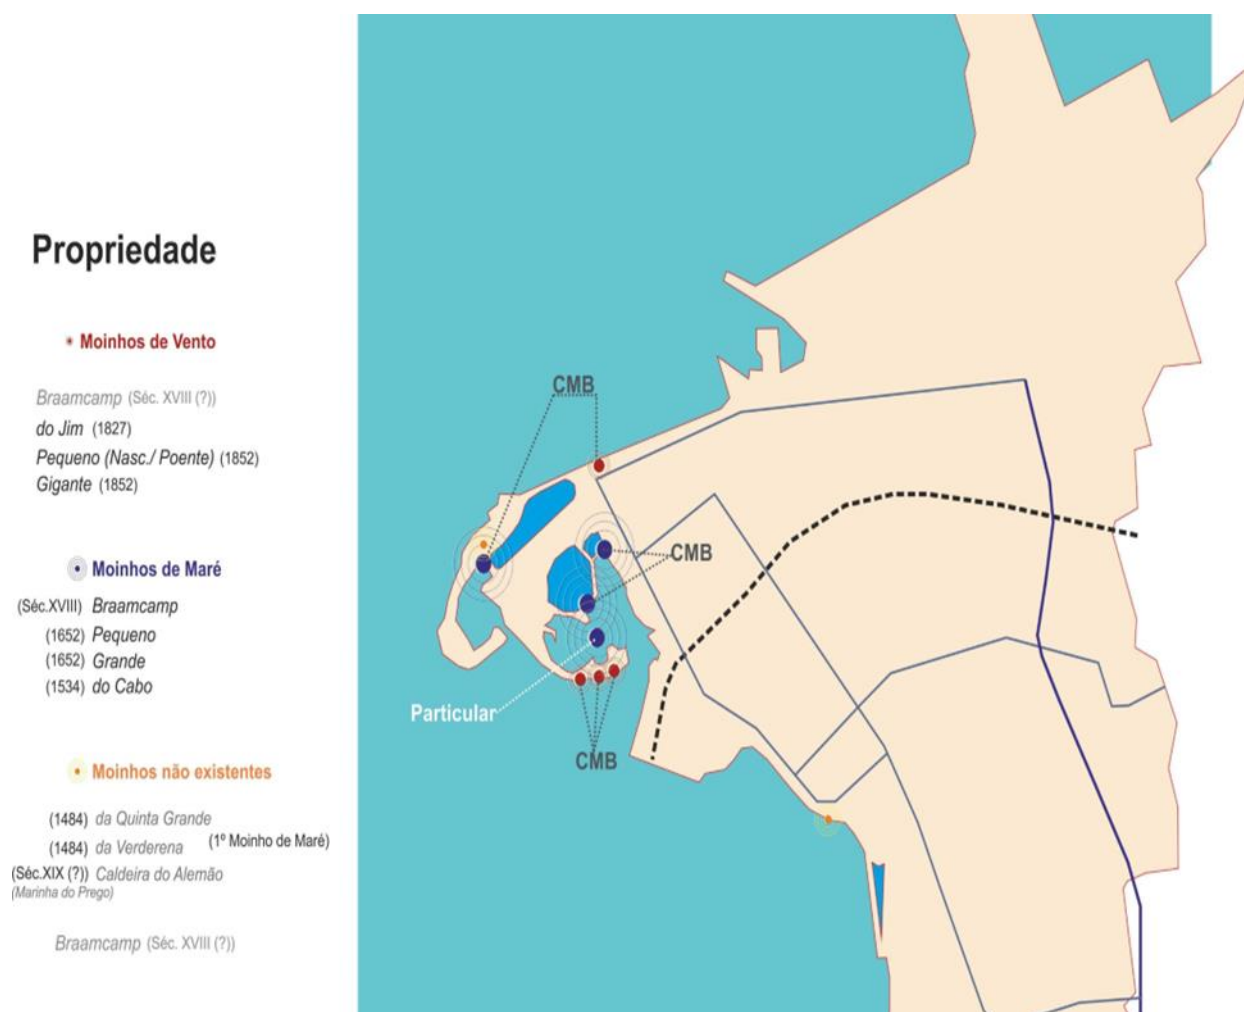 Propriedade
Moinhos de Vento
Braamcamp (Séc. XVIII (?))
do Jim (1827)
Pequeno (Nasc./ Poente) (1852)
Gigante (1852)
Moinhos de Maré
(Séc.XVIII) Braamcamp
(1652) Pequeno
(1652) Grande
(1534) do Cabo
Moinhos não existentes
(1484) da Quinta Grande
(1484) da Verderena (1º Moinho de Maré)
(Séc.XIX (?)) Caldeira do Alemão
(Marinha do Prego)
Braamcamp (Séc. XVIII (?))
CMB
CMB
Particular
CMB